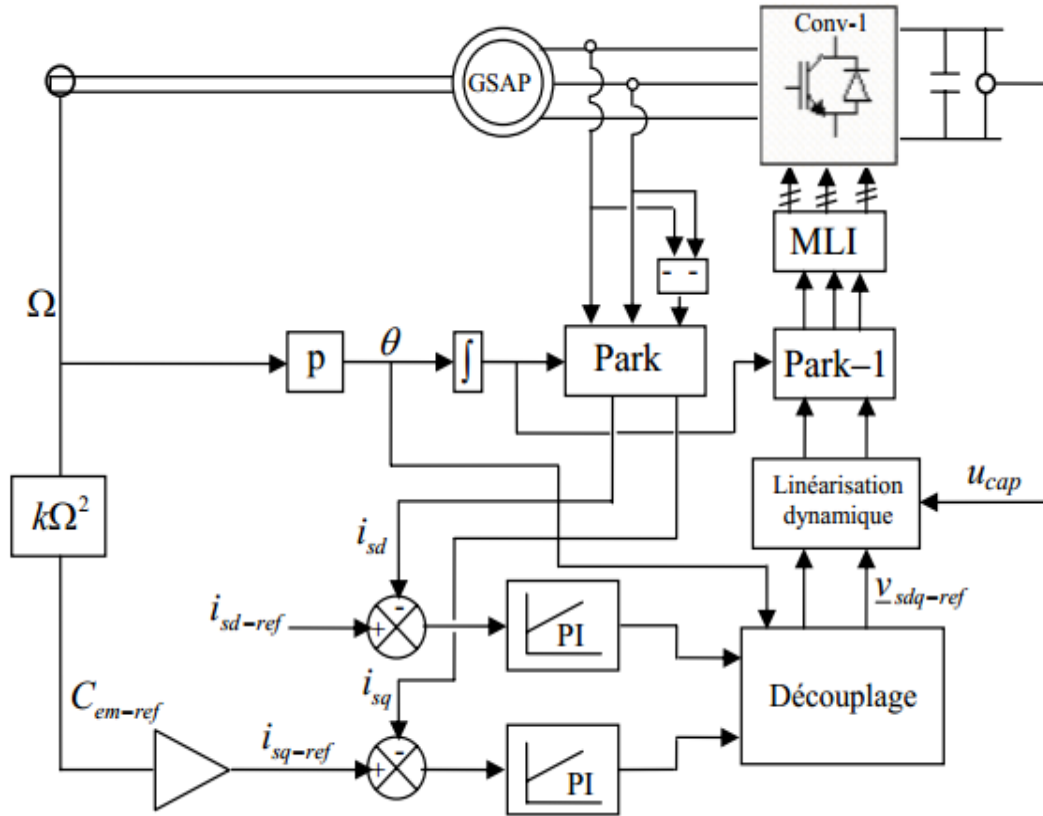 Conv-1
GSAP
MLI
- -
Ω
p
θ
∫
Park
Park–1
kΩ²
Linéarisation
dynamique
u_cap
i_sd
v_sdq–ref
i_sd–ref
-
+
PI
i_sq
Découplage
C_em–ref
i_sq–ref
-
+
PI